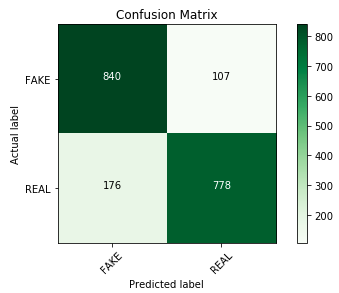 Confusion Matrix
Actual label
FAKE
REAL
840
107
176
778
FAKE
REAL
Predicted label
800
700
600
500
400
300
200